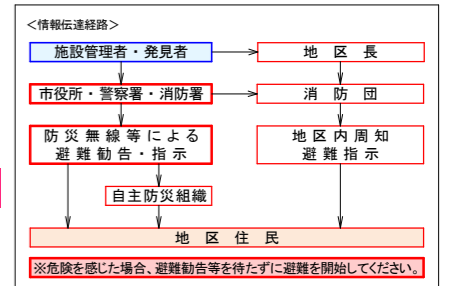 <情報伝達経路>
施設管理者・発見者
地区長
市役所・警察署・消防署
消防団
防災無線等による
避難勧告・指示
地区内周知
避難指示
自主防災組織
地区住民
※危険を感じた場合、避難勧告等を待たずに避難を開始してください。